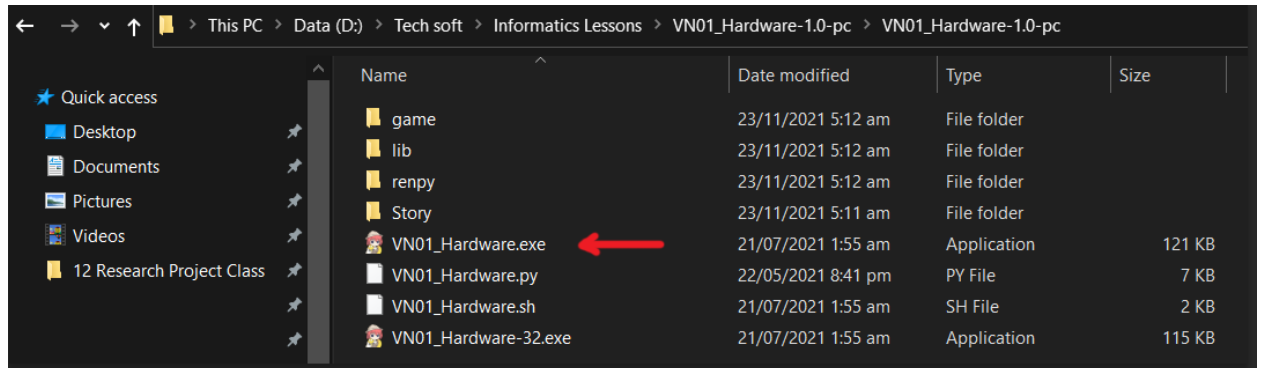 This PC > Data (D:) > Tech soft > Informatics Lessons > VN01_Hardware-1.0-pc > VN01_Hardware-1.0-pc
Quick access
Desktop
Documents
Pictures
Videos
12 Research Project Class
Name Date modified Type Size
game 23/11/2021 5:12 am File folder
lib 23/11/2021 5:12 am File folder
renpy 23/11/2021 5:12 am File folder
Story 23/11/2021 5:11 am File folder
VN01_Hardware.exe 21/07/2021 1:55 am Application 121 KB
VN01_Hardware.py 22/05/2021 8:41 pm PY File 7 KB
VN01_Hardware.sh 21/07/2021 1:55 am SH File 2 KB
VN01_Hardware-32.exe 21/07/2021 1:55 am Application 115 KB